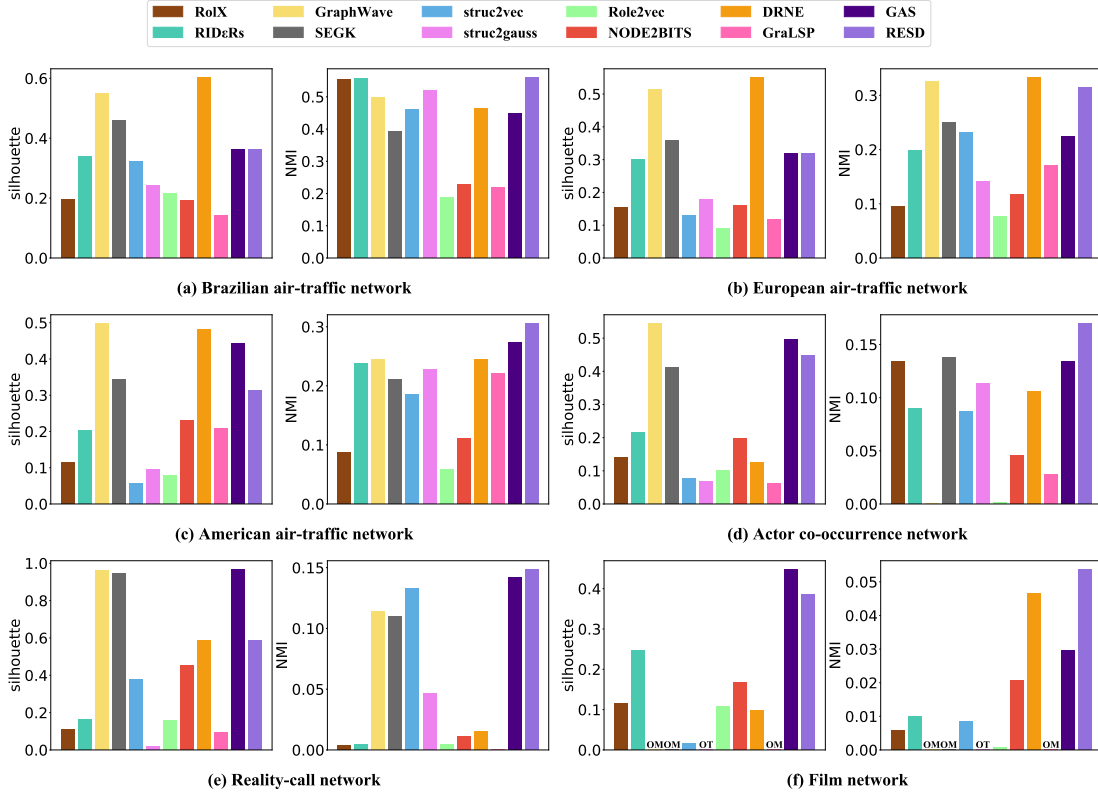 RolX GraphWave struc2vec Role2vec DRNE GAS
RIDεRs SEGK struc2gauss NODE2BITS GraLSP RESD
silhouette
0.6
0.4
0.2
0.0
NMI
0.5
0.4
0.3
0.2
0.1
0.0
silhouette
0.5
0.4
0.3
0.2
0.1
0.0
NMI
0.3
0.2
0.1
0.0
(a) Brazilian air-traffic network
(b) European air-traffic network
silhouette
0.5
0.4
0.3
0.2
0.1
0.0
NMI
0.3
0.2
0.1
0.0
silhouette
0.5
0.4
0.3
0.2
0.1
0.0
NMI
0.15
0.10
0.05
0.00
(c) American air-traffic network
(d) Actor co-occurrence network
silhouette
1.0
0.8
0.6
0.4
0.2
0.0
NMI
0.15
0.10
0.05
0.00
silhouette
0.4
0.3
0.2
0.1
0.0
OMOM OT OM
NMI
0.05
0.04
0.03
0.02
0.01
0.00
OMOM OT OM
(e) Reality-call network
(f) Film network